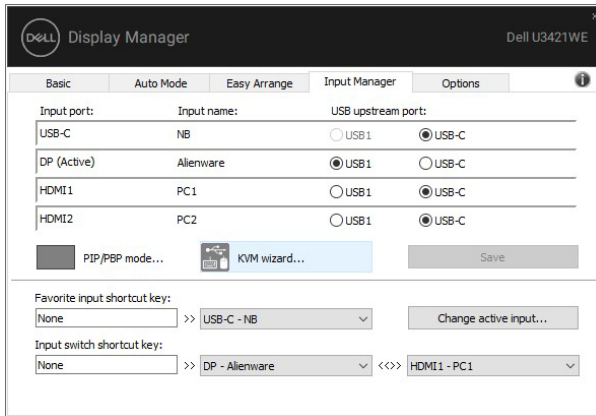 DELL Display Manager Dell U3421WE
Basic Auto Mode Easy Arrange Input Manager Options
Input port: Input name: USB upstream port:
USB-C NB USB1 USB-C
DP (Active) Alienware USB1 USB-C
HDMI1 PC1 USB1 USB-C
HDMI2 PC2 USB1 USB-C
PIP/PBP mode... KVM wizard... Save
Favorite input shortcut key:
None >> USB-C - NB Change active input...
Input switch shortcut key:
None >> DP - Alienware <<>> HDMI1 - PC1